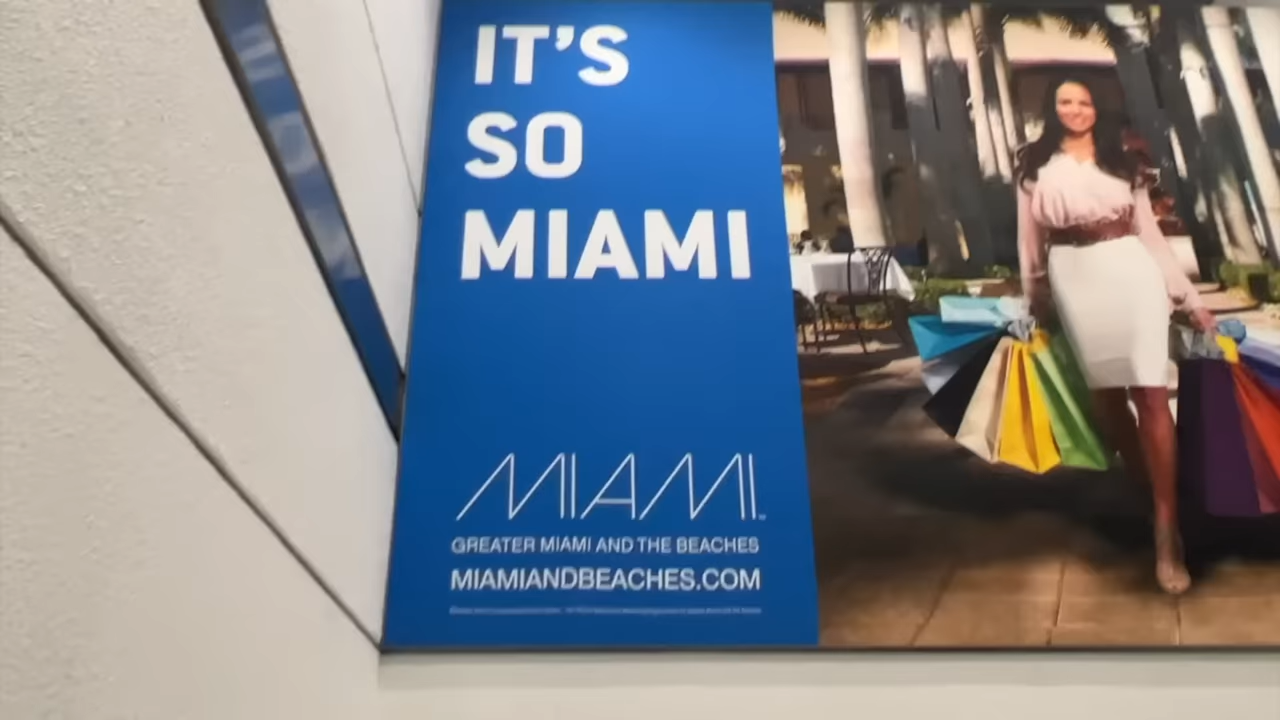 IT'S
SO
MIAMI
MIAMI
GREATER MIAMI AND THE BEACHES
MIAMIANDBEACHES.COM